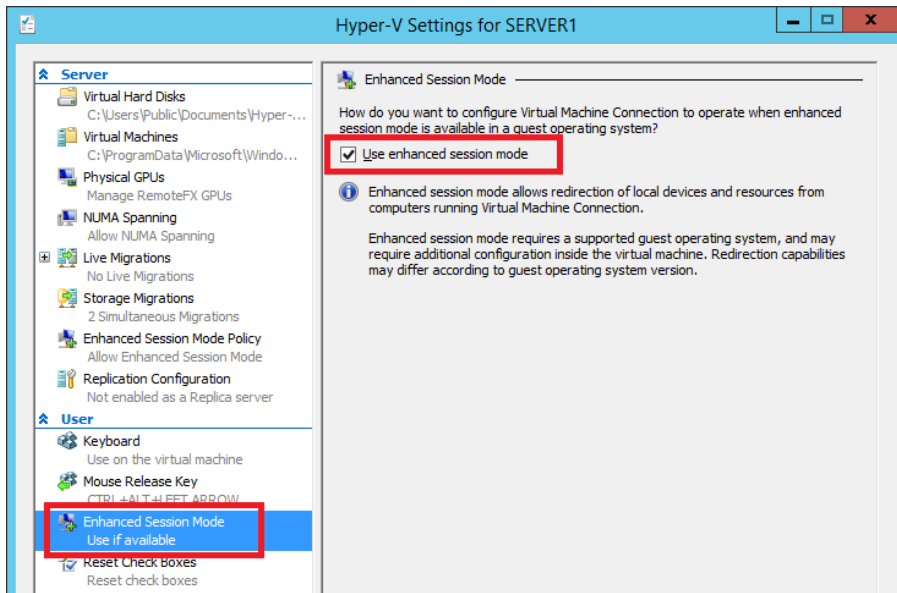 Hyper-V Settings for SERVER1
Server
Virtual Hard Disks
C:\Users\Public\Documents\Hyper-...
Virtual Machines
C:\ProgramData\Microsoft\Windo...
Physical GPUs
Manage RemoteFX GPUs
NUMA Spanning
Allow NUMA Spanning
Live Migrations
No Live Migrations
Storage Migrations
2 Simultaneous Migrations
Enhanced Session Mode Policy
Allow Enhanced Session Mode
Replication Configuration
Not enabled as a Replica server
User
Keyboard
Use on the virtual machine
Mouse Release Key
CTRL+ALT+LEFT ARROW
Enhanced Session Mode
Use if available
Reset Check Boxes
Reset check boxes
Enhanced Session Mode
How do you want to configure Virtual Machine Connection to operate when enhanced
session mode is available in a guest operating system?
Use enhanced session mode
Enhanced session mode allows redirection of local devices and resources from
computers running Virtual Machine Connection.
Enhanced session mode requires a supported guest operating system, and may
require additional configuration inside the virtual machine. Redirection capabilities
may differ according to guest operating system version.